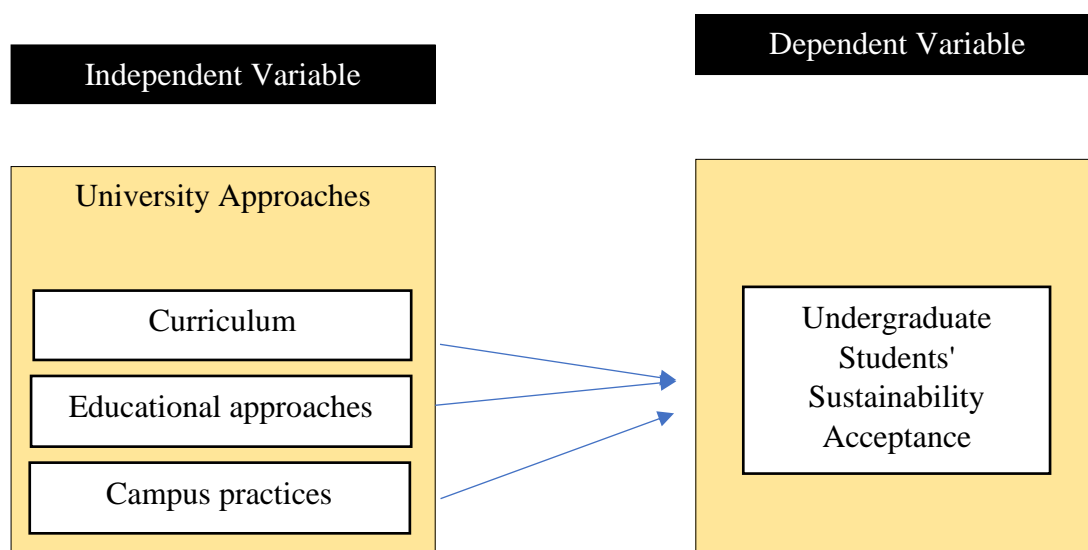 Independent Variable
Dependent Variable
University Approaches
Curriculum
Educational approaches
Campus practices
Undergraduate
Students'
Sustainability
Acceptance